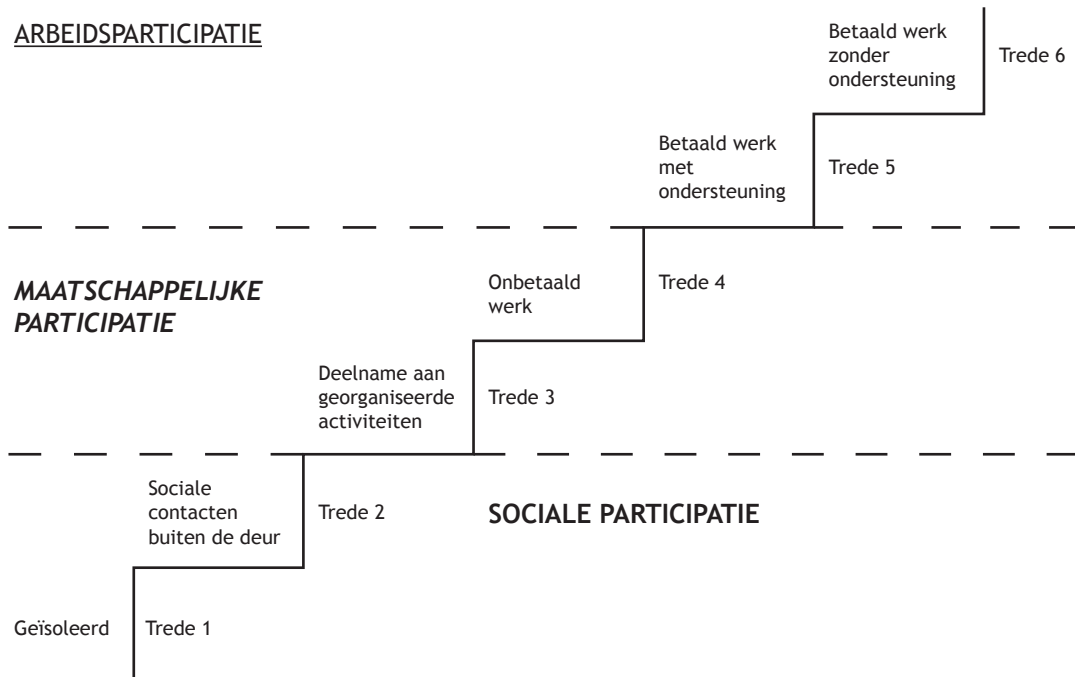 ARBEIDSPARTICIPATIE
Betaald werk
zonder
ondersteuning
Trede 6
Betaald werk
met
ondersteuning
Trede 5
MAATSCHAPPELIJKE
PARTICIPATIE
Onbetaald
werk
Trede 4
Deelname aan
georganiseerde
activiteiten
Trede 3
Sociale
contacten
buiten de deur
Trede 2
SOCIALE PARTICIPATIE
Geïsoleerd
Trede 1